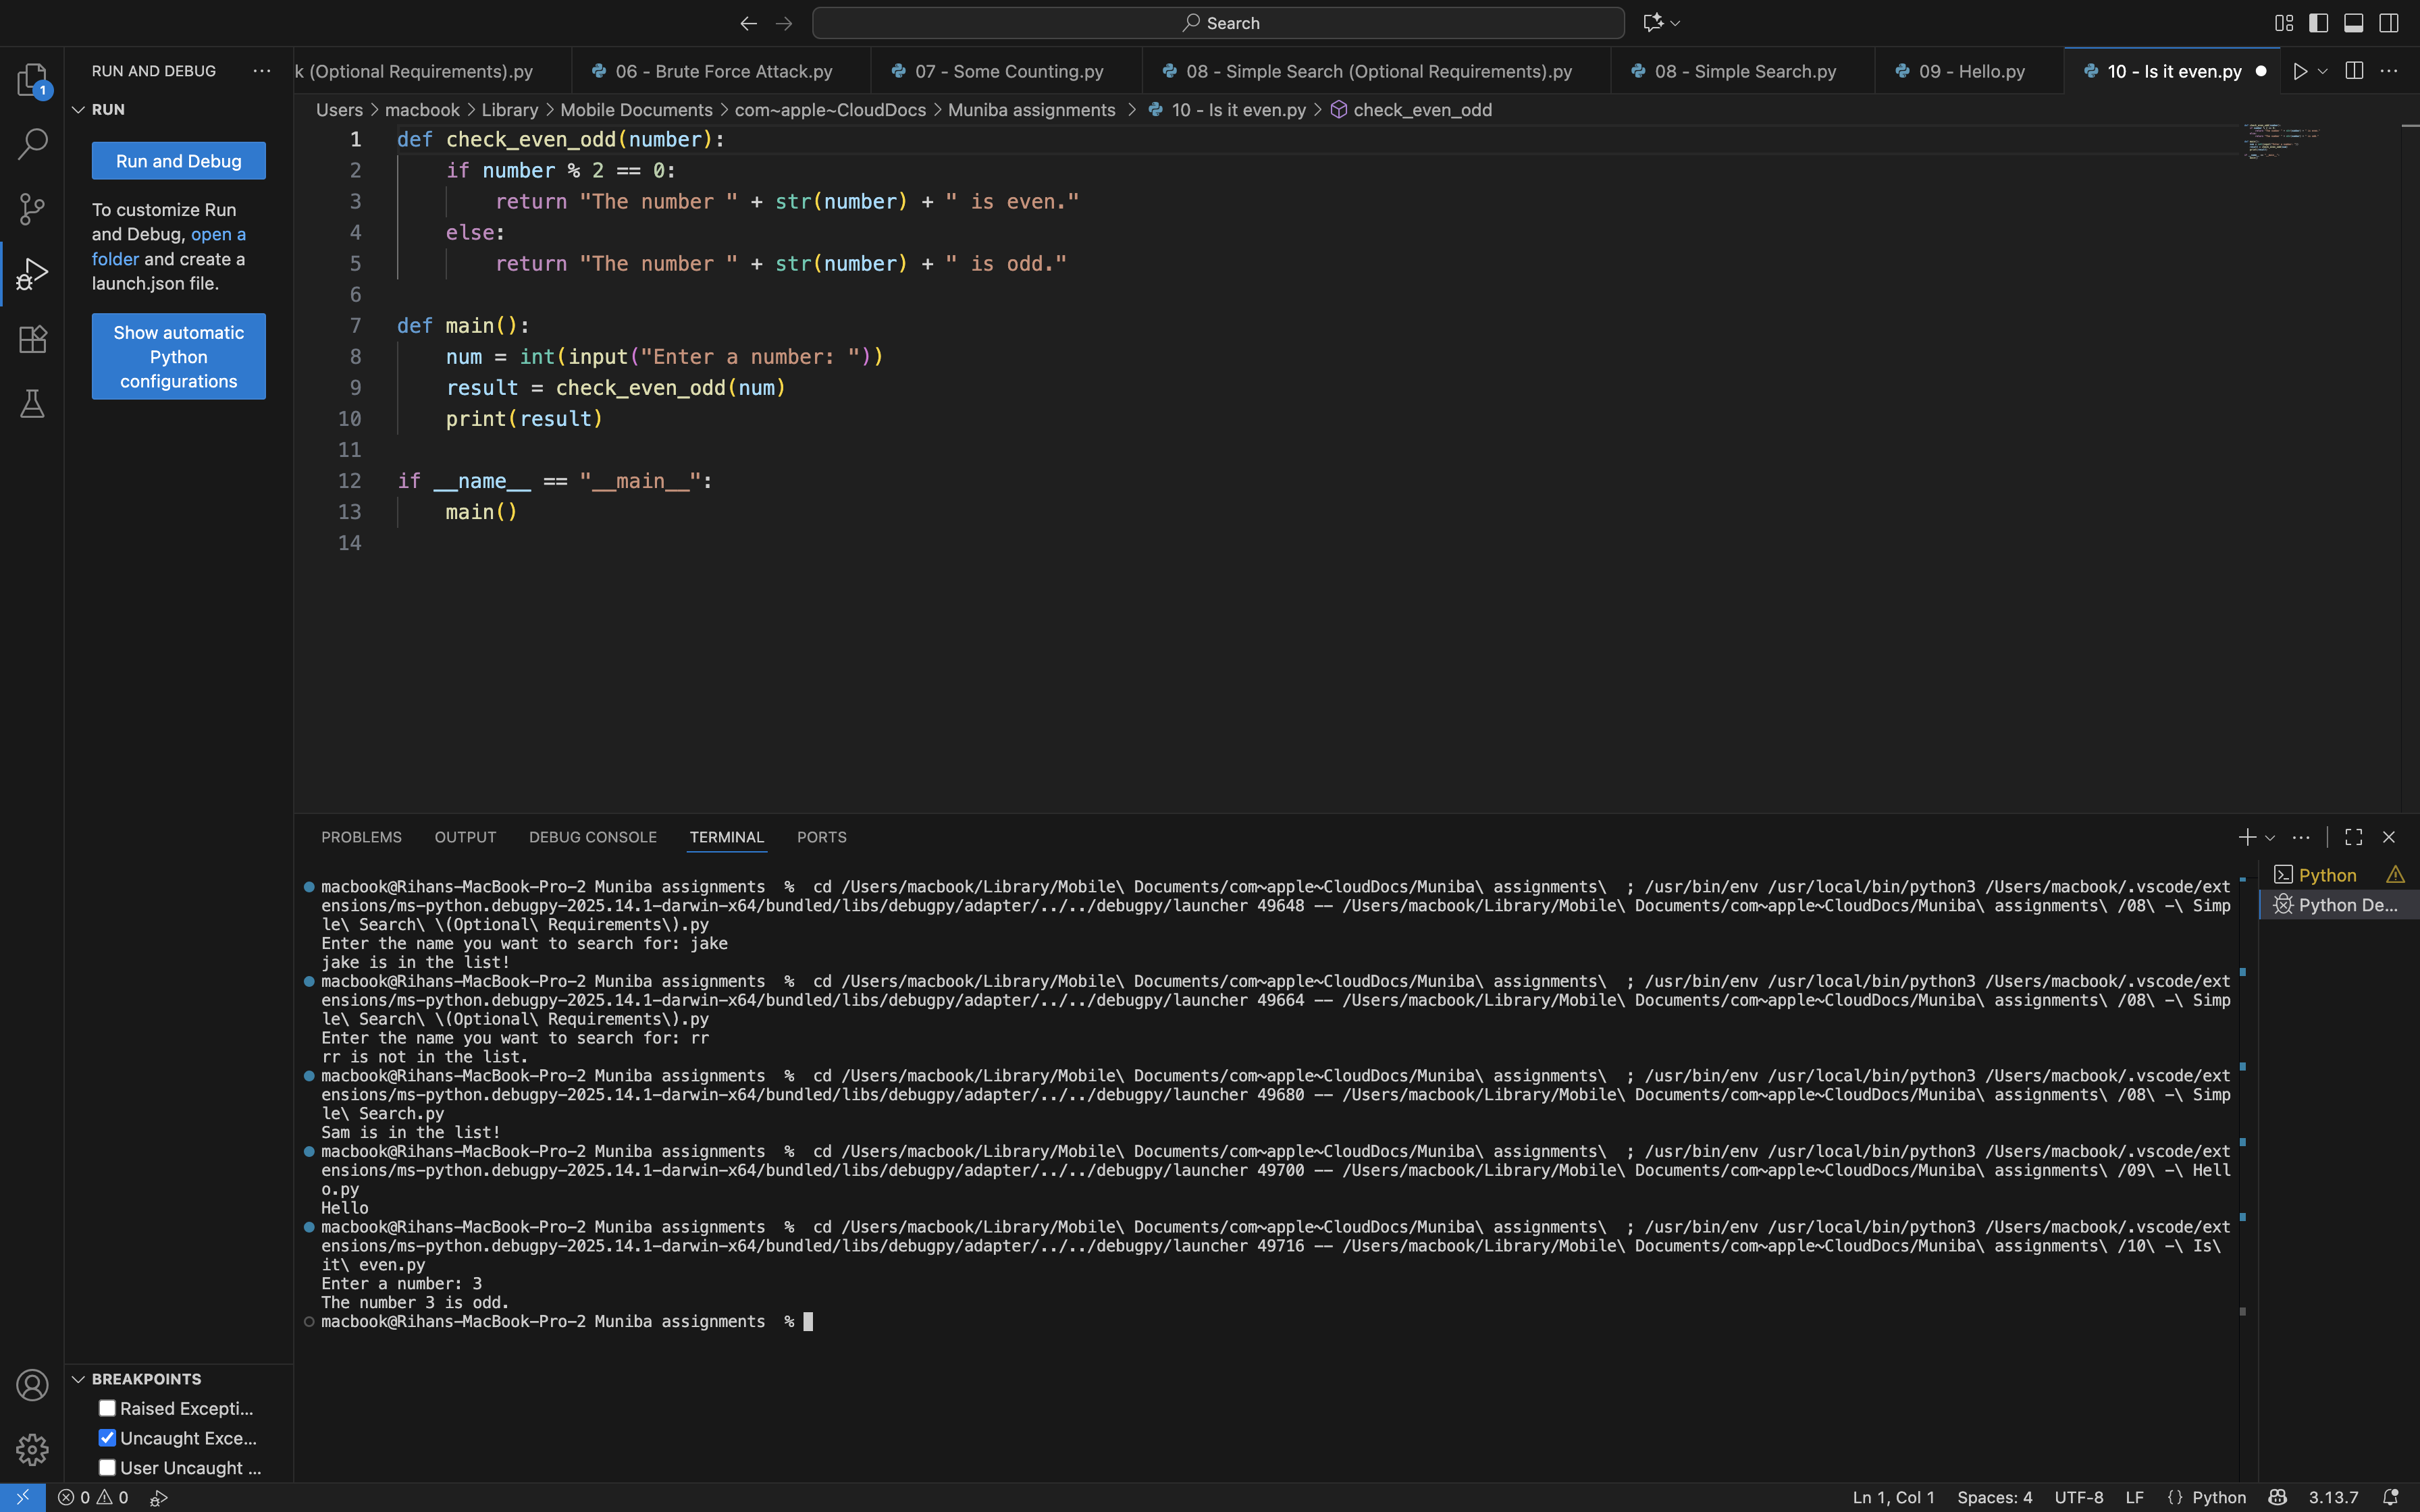 Search
RUN AND DEBUG
k (Optional Requirements).py
06 - Brute Force Attack.py
07 - Some Counting.py
08 - Simple Search (Optional Requirements).py
08 - Simple Search.py
09 - Hello.py
10 - Is it even.py
Users > macbook > Library > Mobile Documents > com~apple~CloudDocs > Muniba assignments > 10 - Is it even.py > check_even_odd
RUN
Run and Debug
To customize Run
and Debug, open a
folder and create a
launch.json file.
Show automatic
Python
configurations
1 def check_even_odd(number):
2     if number % 2 == 0:
3         return "The number " + str(number) + " is even."
4     else:
5         return "The number " + str(number) + " is odd."
6
7 def main():
8     num = int(input("Enter a number: "))
9     result = check_even_odd(num)
10     print(result)
11
12 if __name__ == "__main__":
13     main()
14
PROBLEMS OUTPUT DEBUG CONSOLE TERMINAL PORTS
Python
Python De...
macbook@Rihans-MacBook-Pro-2 Muniba assignments  %  cd /Users/macbook/Library/Mobile\ Documents/com~apple~CloudDocs/Muniba\ assignments\  ; /usr/bin/env /usr/local/bin/python3 /Users/macbook/.vscode/ext
ensions/ms-python.debugpy-2025.14.1-darwin-x64/bundled/libs/debugpy/adapter/../../debugpy/launcher 49648 -- /Users/macbook/Library/Mobile\ Documents/com~apple~CloudDocs/Muniba\ assignments\ /08\ -\ Simp
le\ Search\ \(Optional\ Requirements\).py
Enter the name you want to search for: jake
jake is in the list!
macbook@Rihans-MacBook-Pro-2 Muniba assignments  %  cd /Users/macbook/Library/Mobile\ Documents/com~apple~CloudDocs/Muniba\ assignments\  ; /usr/bin/env /usr/local/bin/python3 /Users/macbook/.vscode/ext
ensions/ms-python.debugpy-2025.14.1-darwin-x64/bundled/libs/debugpy/adapter/../../debugpy/launcher 49664 -- /Users/macbook/Library/Mobile\ Documents/com~apple~CloudDocs/Muniba\ assignments\ /08\ -\ Simp
le\ Search\ \(Optional\ Requirements\).py
Enter the name you want to search for: rr
rr is not in the list.
macbook@Rihans-MacBook-Pro-2 Muniba assignments  %  cd /Users/macbook/Library/Mobile\ Documents/com~apple~CloudDocs/Muniba\ assignments\  ; /usr/bin/env /usr/local/bin/python3 /Users/macbook/.vscode/ext
ensions/ms-python.debugpy-2025.14.1-darwin-x64/bundled/libs/debugpy/adapter/../../debugpy/launcher 49680 -- /Users/macbook/Library/Mobile\ Documents/com~apple~CloudDocs/Muniba\ assignments\ /08\ -\ Simp
le\ Search.py
Sam is in the list!
macbook@Rihans-MacBook-Pro-2 Muniba assignments  %  cd /Users/macbook/Library/Mobile\ Documents/com~apple~CloudDocs/Muniba\ assignments\  ; /usr/bin/env /usr/local/bin/python3 /Users/macbook/.vscode/ext
ensions/ms-python.debugpy-2025.14.1-darwin-x64/bundled/libs/debugpy/adapter/../../debugpy/launcher 49700 -- /Users/macbook/Library/Mobile\ Documents/com~apple~CloudDocs/Muniba\ assignments\ /09\ -\ Hell
o.py
Hello
macbook@Rihans-MacBook-Pro-2 Muniba assignments  %  cd /Users/macbook/Library/Mobile\ Documents/com~apple~CloudDocs/Muniba\ assignments\  ; /usr/bin/env /usr/local/bin/python3 /Users/macbook/.vscode/ext
ensions/ms-python.debugpy-2025.14.1-darwin-x64/bundled/libs/debugpy/adapter/../../debugpy/launcher 49716 -- /Users/macbook/Library/Mobile\ Documents/com~apple~CloudDocs/Muniba\ assignments\ /10\ -\ Is\
it\ even.py
Enter a number: 3
The number 3 is odd.
macbook@Rihans-MacBook-Pro-2 Muniba assignments  %
BREAKPOINTS
Raised Excepti...
Uncaught Exce...
User Uncaught ...
1
0 0
Ln 1, Col 1 Spaces: 4 UTF-8 LF {} Python 3.13.7